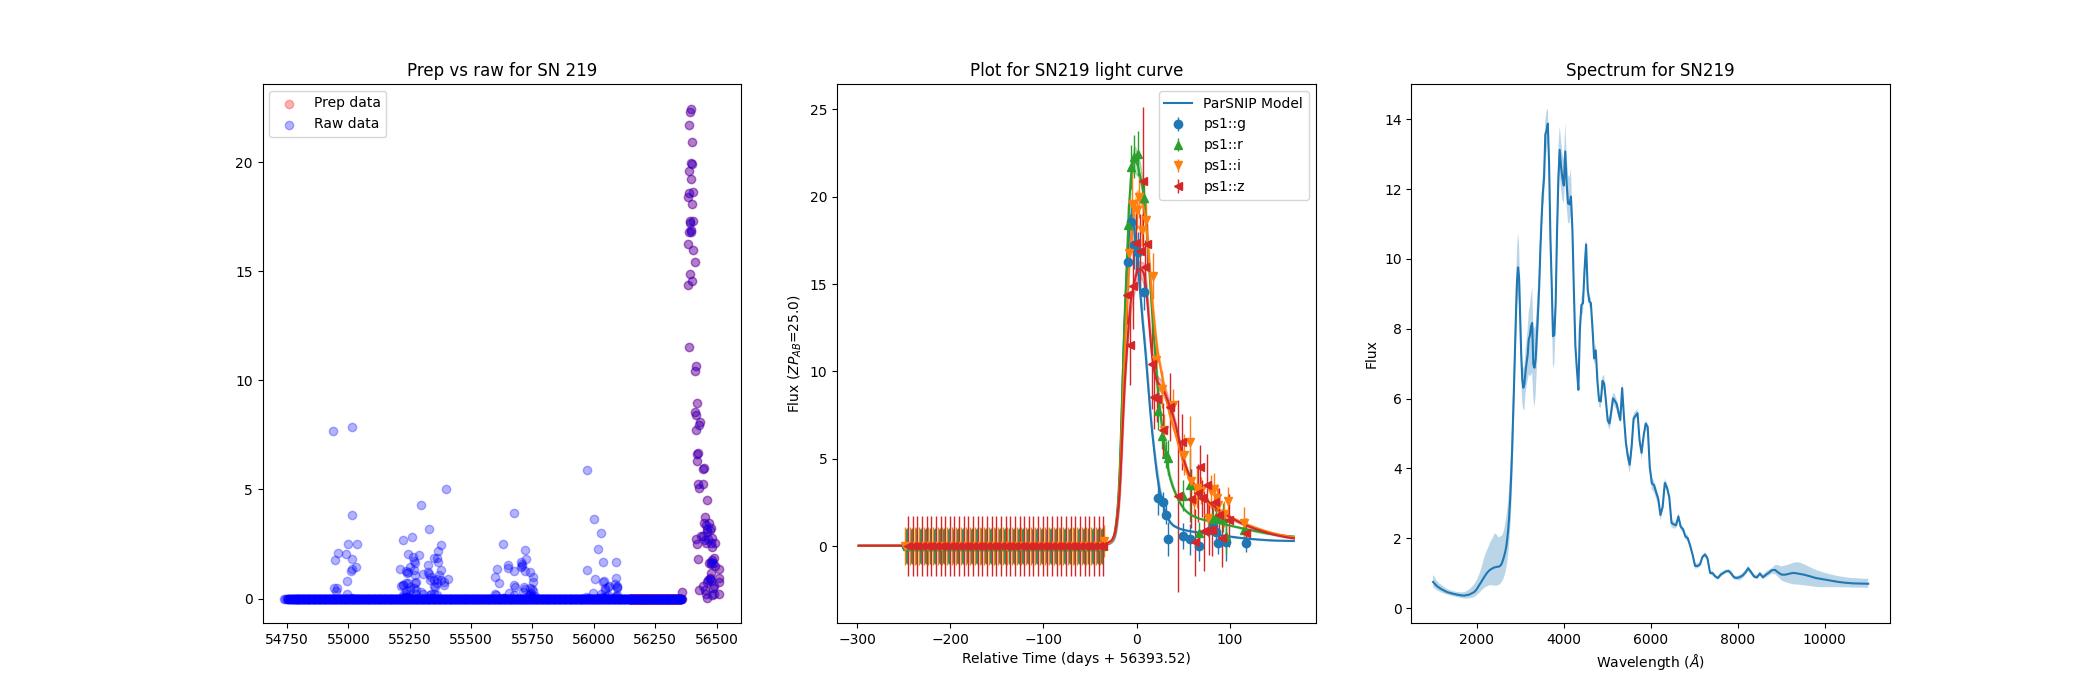 Prep vs raw for SN 219
Prep data
Raw data
20
15
10
5
0
54750 55000 55250 55500 55750 56000 56250 56500
Plot for SN219 light curve
ParSNIP Model
ps1::g
ps1::r
ps1::i
ps1::z
Flux (ZP_AB=25.0)
25
20
15
10
5
0
−300 −200 −100 0 100
Relative Time (days + 56393.52)
Spectrum for SN219
Flux
14
12
10
8
6
4
2
0
2000 4000 6000 8000 10000
Wavelength (Å)